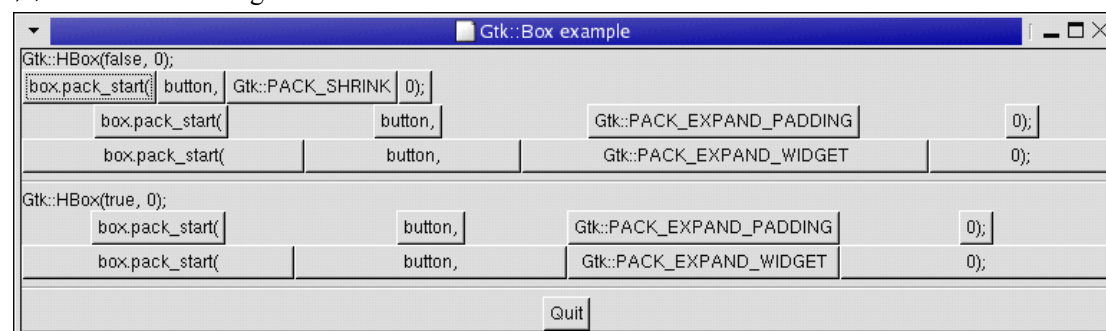 Gtk::Box example
Gtk::HBox(false, 0);
box.pack_start( button, Gtk::PACK_SHRINK 0);
box.pack_start( button, Gtk::PACK_EXPAND_PADDING 0);
box.pack_start( button, Gtk::PACK_EXPAND_WIDGET 0);
Gtk::HBox(true, 0);
box.pack_start( button, Gtk::PACK_EXPAND_PADDING 0);
box.pack_start( button, Gtk::PACK_EXPAND_WIDGET 0);
Quit